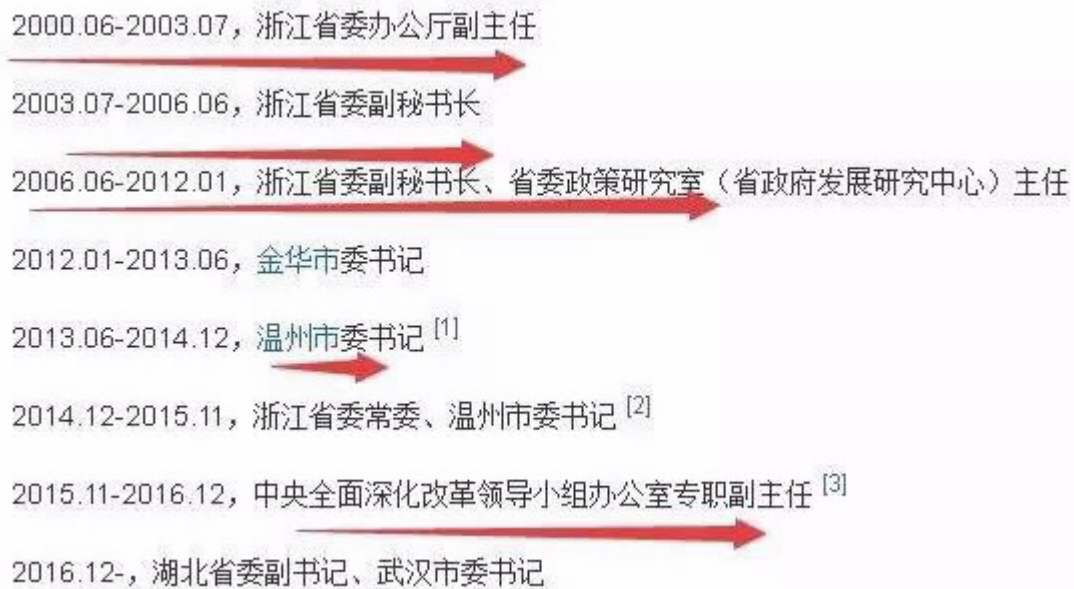 2000.06-2003.07，浙江省委办公厅副主任
2003.07-2006.06，浙江省委副秘书长
2006.06-2012.01，浙江省委副秘书长、省委政策研究室（省政府发展研究中心）主任
2012.01-2013.06，金华市委书记
2013.06-2014.12，温州市委书记 [1]
2014.12-2015.11，浙江省委常委、温州市委书记 [2]
2015.11-2016.12，中央全面深化改革领导小组办公室专职副主任 [3]
2016.12-，湖北省委副书记、武汉市委书记